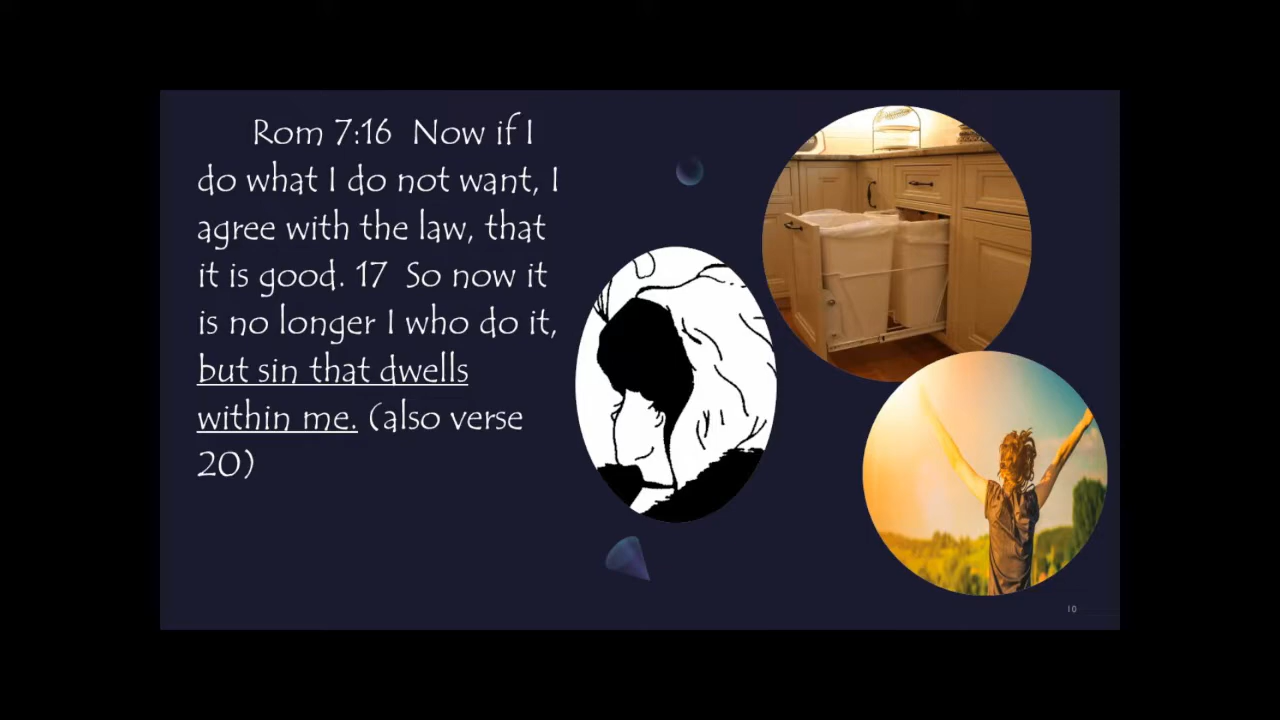 Rom 7:16 Now if I
do what I do not want, I
agree with the law, that
it is good. 17 So now it
is no longer I who do it,
but sin that dwells
within me. (also verse
20)
10